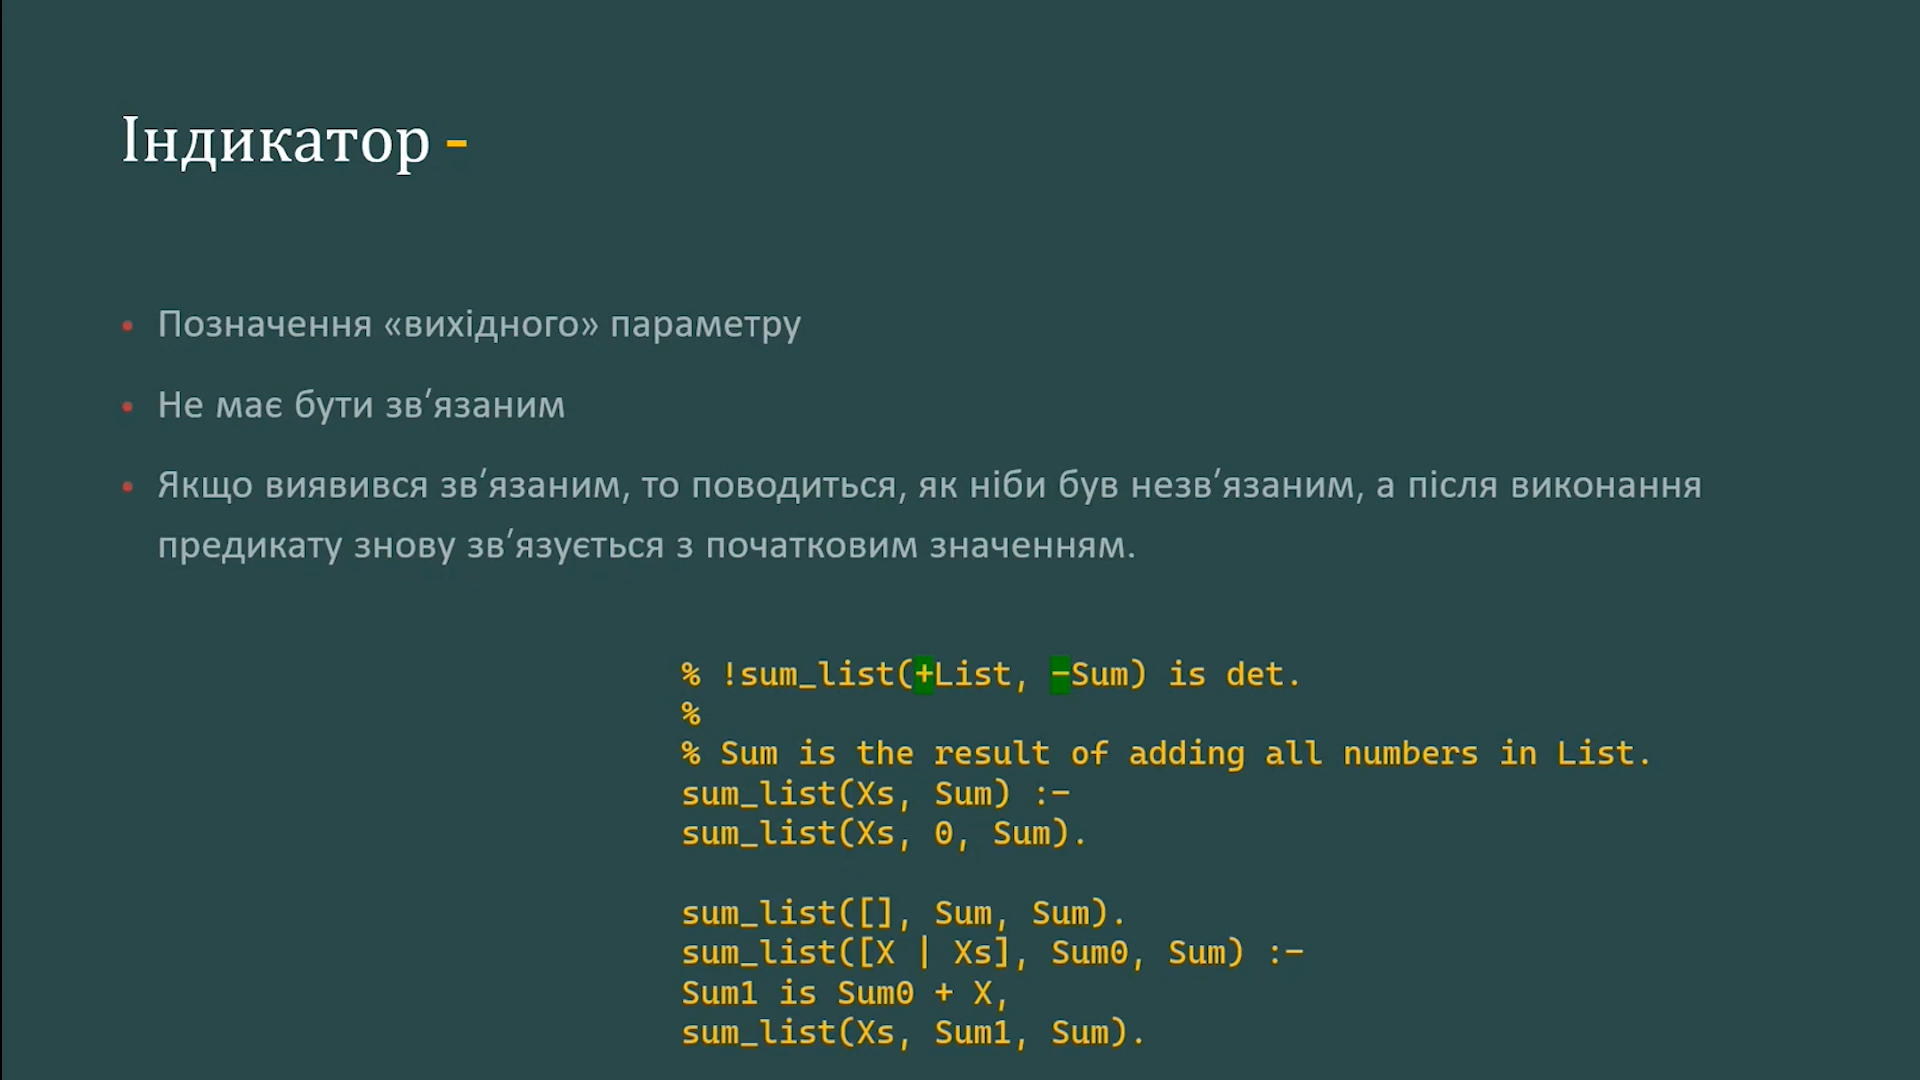 Індикатор -
• Позначення «вихідного» параметру
• Не має бути зв’язаним
• Якщо виявився зв’язаним, то поводиться, як ніби був незв’язаним, а після виконання
предикату знову зв’язується з початковим значенням.
% !sum_list(+List, -Sum) is det.
%
% Sum is the result of adding all numbers in List.
sum_list(Xs, Sum) :-
sum_list(Xs, 0, Sum).
sum_list([], Sum, Sum).
sum_list([X | Xs], Sum0, Sum) :-
Sum1 is Sum0 + X,
sum_list(Xs, Sum1, Sum).